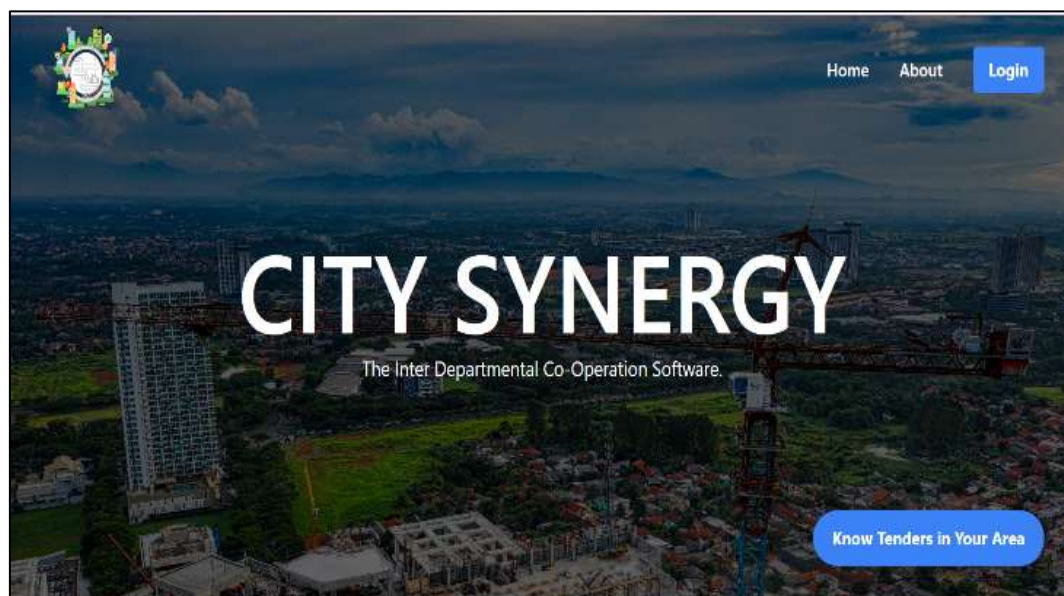 Home About Login
CITY SYNERGY
The Inter Departmental Co-Operation Software.
Know Tenders in Your Area